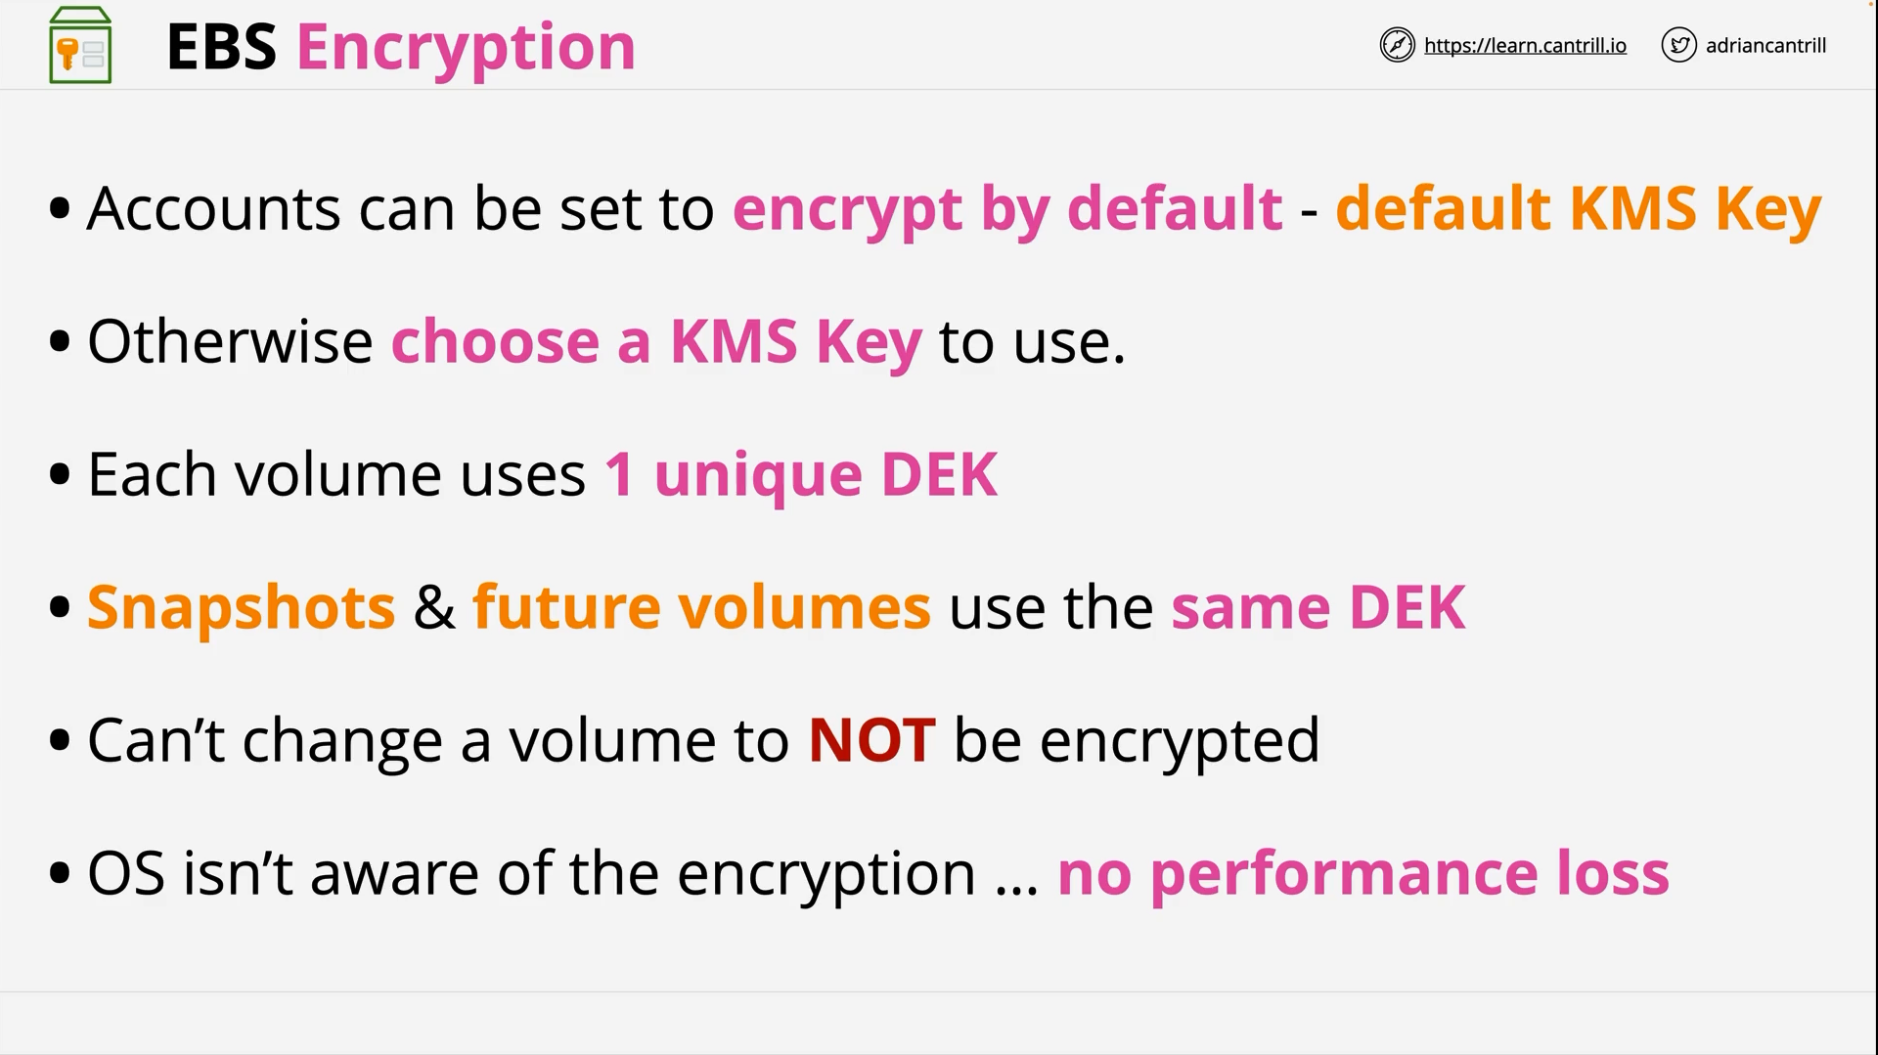 EBS Encryption
https://learn.cantrill.io
adriancantrill
• Accounts can be set to encrypt by default - default KMS Key
• Otherwise choose a KMS Key to use.
• Each volume uses 1 unique DEK
• Snapshots & future volumes use the same DEK
• Can’t change a volume to NOT be encrypted
• OS isn’t aware of the encryption ... no performance loss